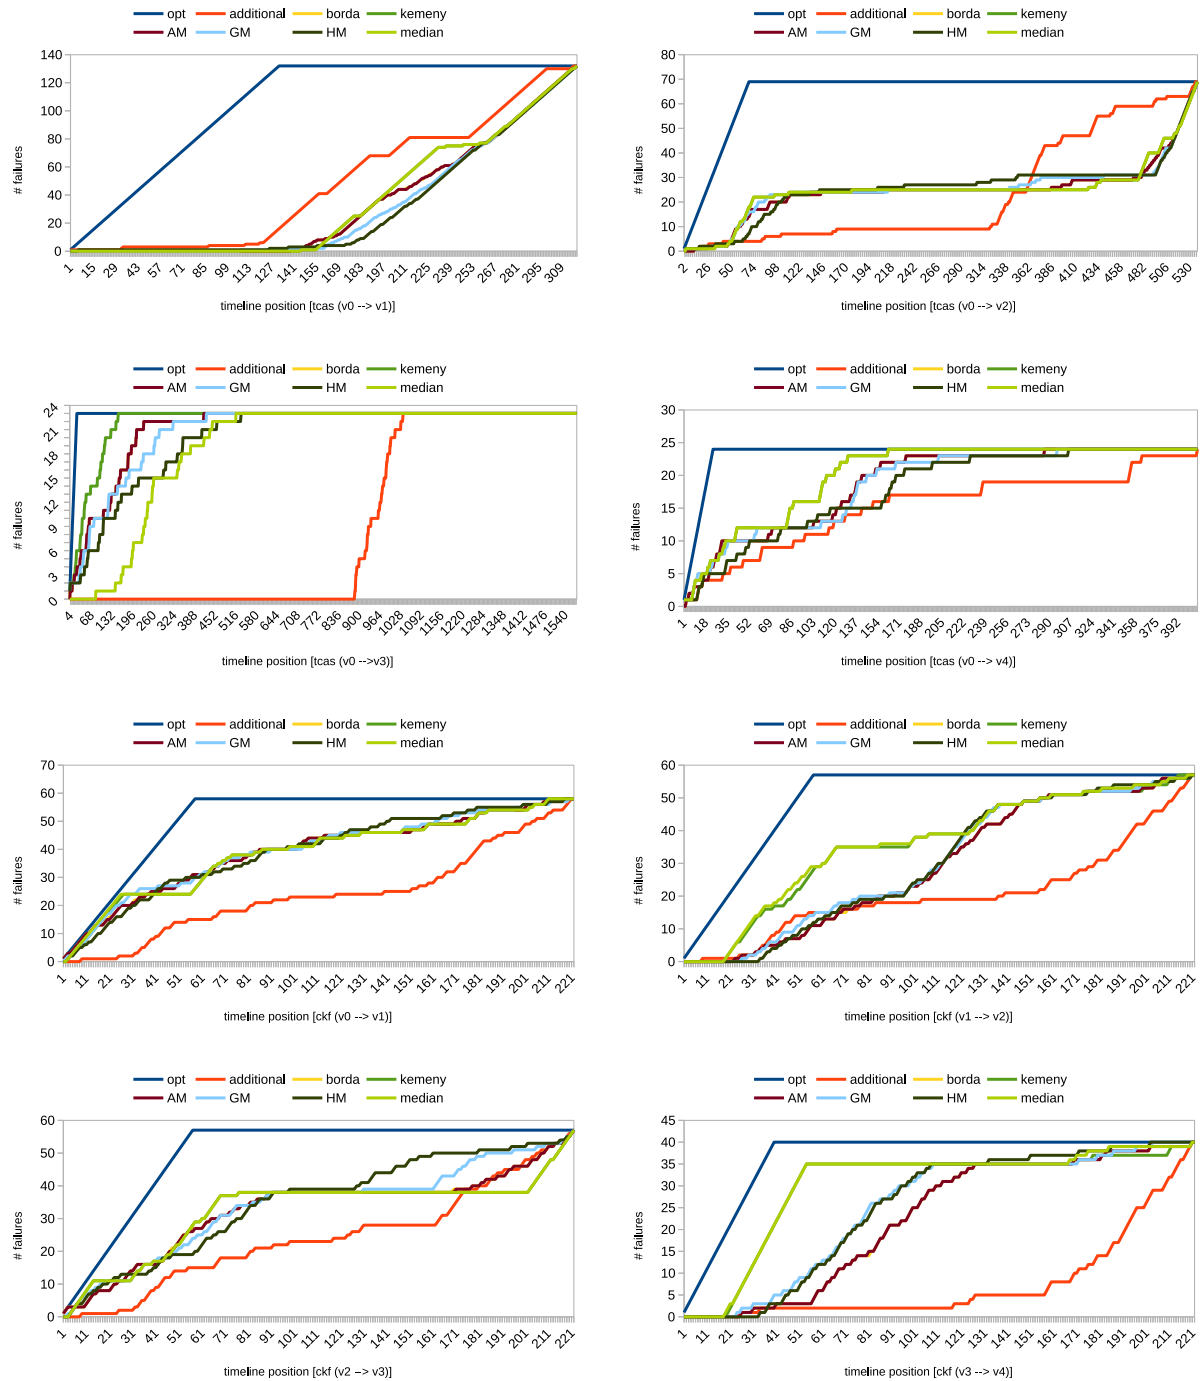 opt additional borda kemeny
AM GM HM median
140
120
100
80
60
40
20
0
# failures
1 15 29 43 57 71 85 99 113 127 141 155 169 183 197 211 225 239 253 267 281 295 309
timeline position [tcas (v0 --> v1)]
opt additional borda kemeny
AM GM HM median
80
70
60
50
40
30
20
10
0
# failures
2 26 50 74 98 122 146 170 194 218 242 266 290 314 338 362 386 410 434 458 482 506 530
timeline position [tcas (v0 --> v2)]
opt additional borda kemeny
AM GM HM median
24
21
18
15
12
9
6
3
0
# failures
4 68 132 196 260 324 388 452 516 580 644 708 772 836 900 964 1028 1092 1156 1220 1284 1348 1412 1476 1540
timeline position [tcas (v0 -->v3)]
opt additional borda kemeny
AM GM HM median
30
25
20
15
10
5
0
# failures
1 18 35 52 69 86 103 120 137 154 171 188 205 222 239 256 273 290 307 324 341 358 375 392
timeline position [tcas (v0 --> v4)]
opt additional borda kemeny
AM GM HM median
70
60
50
40
30
20
10
0
# failures
1 11 21 31 41 51 61 71 81 91 101 111 121 131 141 151 161 171 181 191 201 211 221
timeline position [ckf (v0 --> v1)]
opt additional borda kemeny
AM GM HM median
60
50
40
30
20
10
0
# failures
1 11 21 31 41 51 61 71 81 91 101 111 121 131 141 151 161 171 181 191 201 211 221
timeline position [ckf (v1 --> v2)]
opt additional borda kemeny
AM GM HM median
60
50
40
30
20
10
0
# failures
1 11 21 31 41 51 61 71 81 91 101 111 121 131 141 151 161 171 181 191 201 211 221
timeline position [ckf (v2 --> v3)]
opt additional borda kemeny
AM GM HM median
45
40
35
30
25
20
15
10
5
0
# failures
1 11 21 31 41 51 61 71 81 91 101 111 121 131 141 151 161 171 181 191 201 211 221
timeline position [ckf (v3 --> v4)]